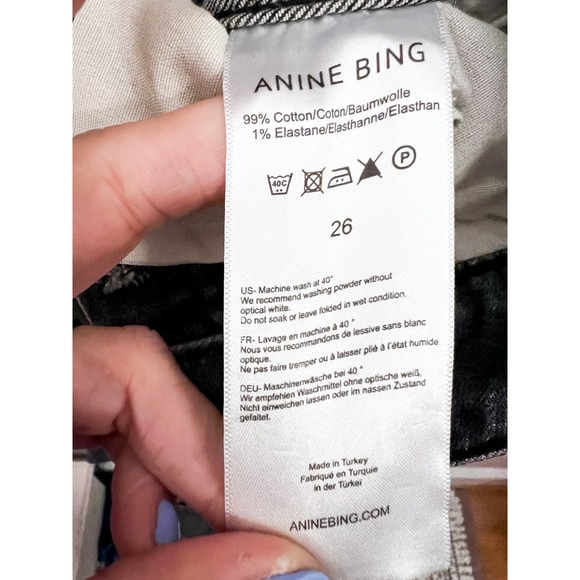 ANINE BING
99% Cotton/Coton/Baumwolle
1% Elastane/Elasthanne/Elasthan
40C P
26
US- Machine wash at 40°
We recommend washing powder without
optical white.
Do not soak or leave folded in wet condition.
FR- Lavage en machine à 40 °
Nous vous recommandons de lessive sans blanc
optique.
Ne pas faire tremper ou à laisser plié à l'état humide.
DEU- Maschinenwäsche bei 40 °
Wir empfehlen Waschmittel ohne optische weiß,
Nicht einweichen lassen oder im nassen Zustand
gefaltet.
Made in Turkey
Fabriqué en Turquie
in der Türkei
ANINEBING.COM